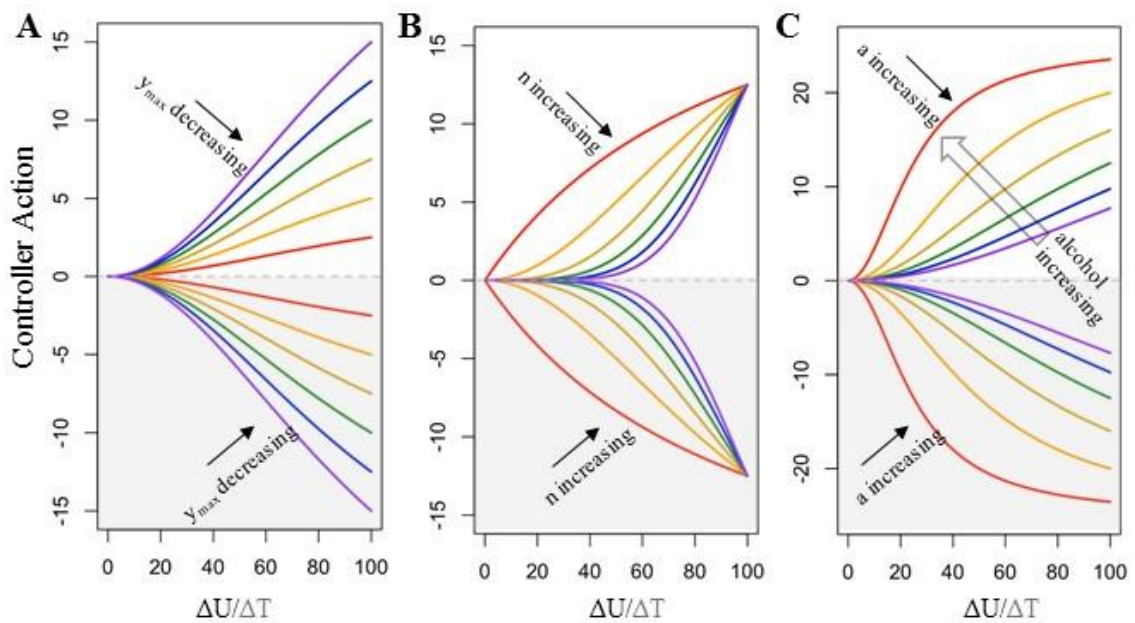 A
B
C
Controller Action
15
10
5
0
-5
-10
-15
0
20
40
60
80
100
ΔU/ΔT
y_max decreasing
y_max decreasing
15
10
5
0
-5
-10
-15
0
20
40
60
80
100
ΔU/ΔT
n increasing
n increasing
20
10
0
-10
-20
0
20
40
60
80
100
ΔU/ΔT
a increasing
alcohol
increasing
a increasing